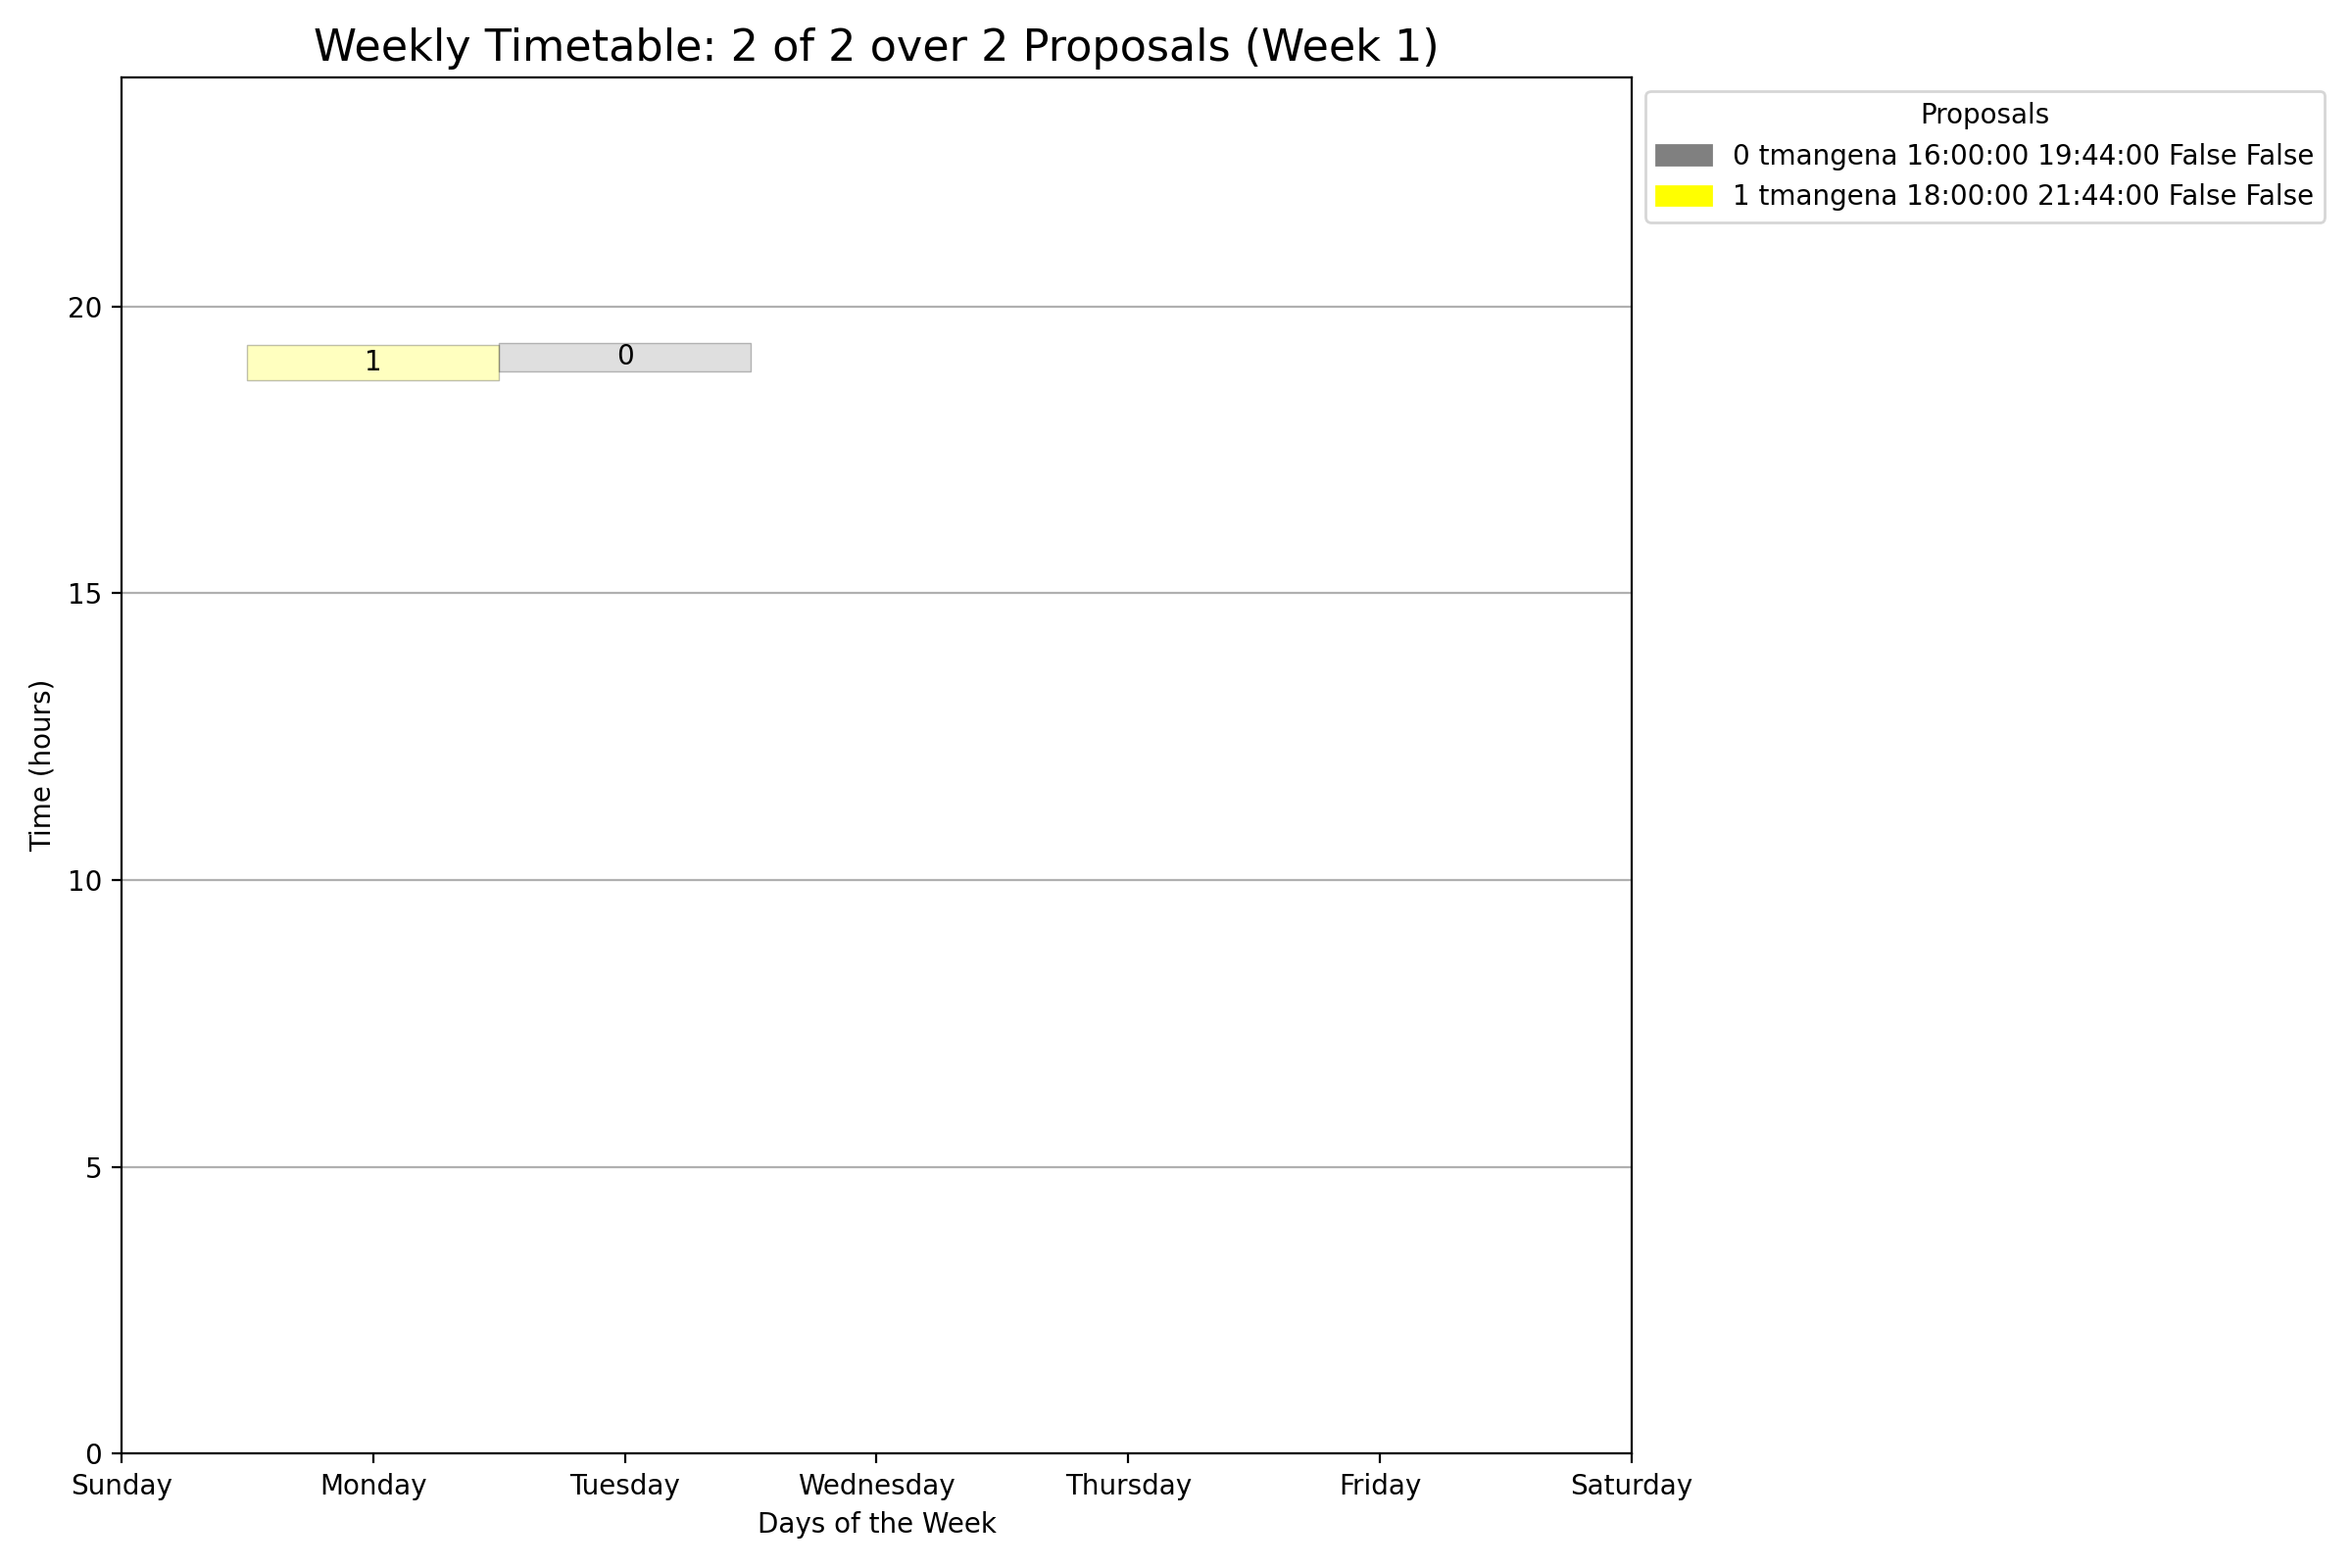 Weekly Timetable: 2 of 2 over 2 Proposals (Week 1)
Proposals
0 tmangena 16:00:00 19:44:00 False False
1 tmangena 18:00:00 21:44:00 False False
20
1
0
15
Time (hours)
10
5
0
Sunday Monday Tuesday Wednesday Thursday Friday Saturday
Days of the Week